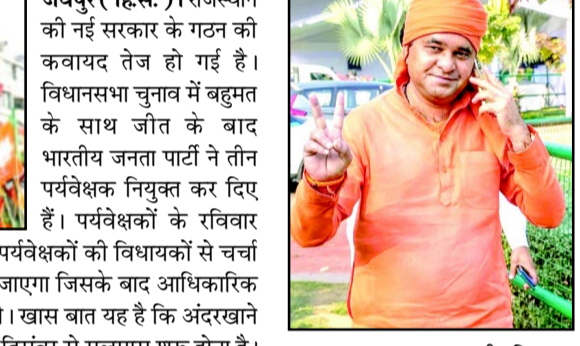 जयपुर ( हि.स. )। राजस्थान
की नई सरकार के गठन की
कवायद तेज हो गई है।
विधानसभा चुनाव में बहुमत
के साथ जीत के बाद
भारतीय जनता पार्टी ने तीन
पर्यवेक्षक नियुक्त कर दिए
हैं। पर्यवेक्षकों के रविवार
पर्यवेक्षकों की विधायकों से चर्चा
जाएगा जिसके बाद आधिकारिक
। खास बात यह है कि अंदरखाने
से मलमास शुरू होता है।